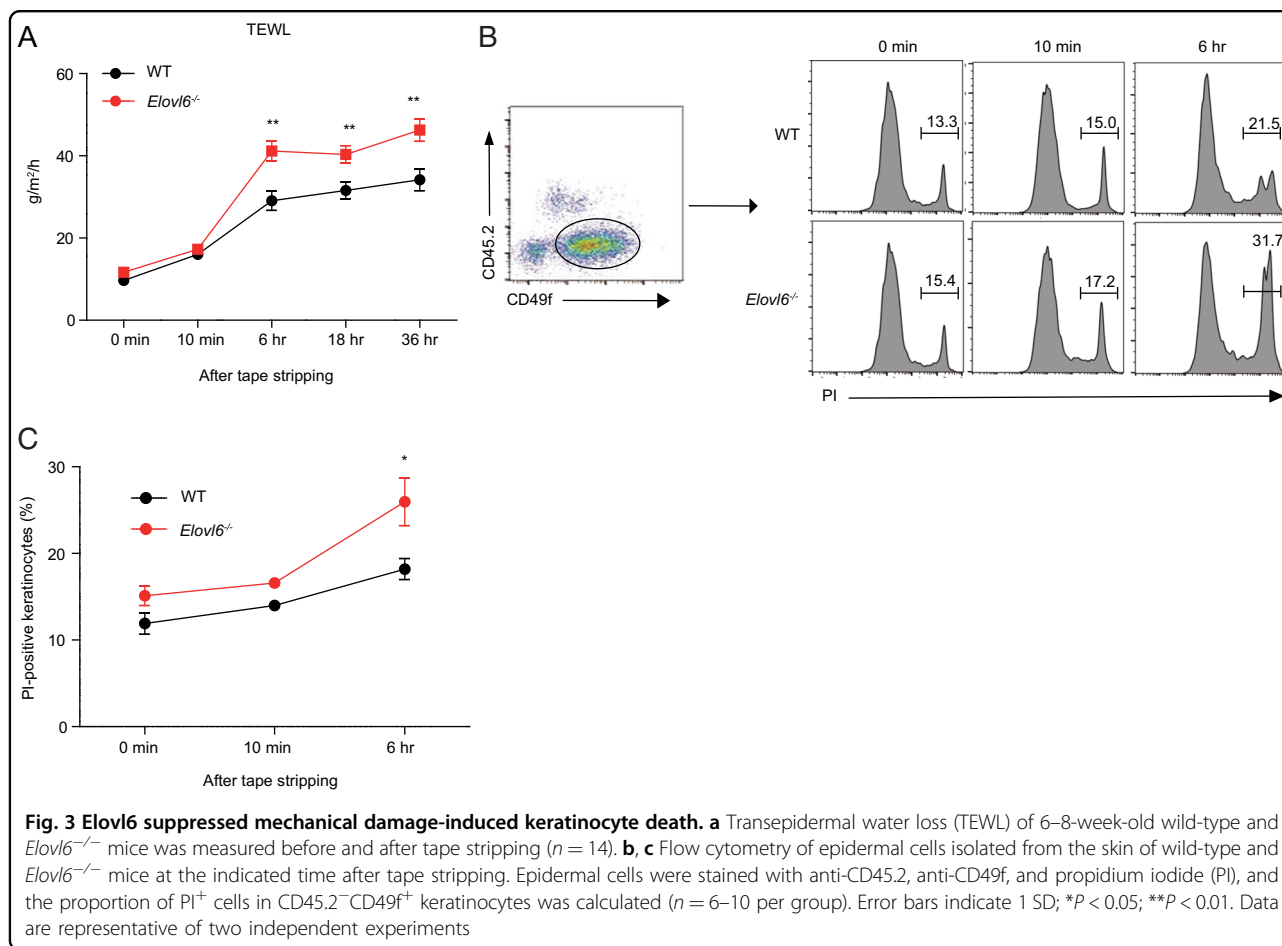 A
TEWL
WT
Elovl6-/-
60
40
20
0
g/m²/h
**
**
**
0 min
10 min
6 hr
18 hr
36 hr
After tape stripping
B
CD45.2
CD49f
0 min
10 min
6 hr
WT
13.3
15.0
21.5
Elovl6-/-
15.4
17.2
31.7
PI
C
30
20
10
0
PI-positive keratinocytes (%)
WT
Elovl6-/-
*
0 min
10 min
6 hr
After tape stripping
Fig. 3 Elovl6 suppressed mechanical damage-induced keratinocyte death. a Transepidermal water loss (TEWL) of 6–8-week-old wild-type and
Elovl6−/− mice was measured before and after tape stripping (n = 14). b, c Flow cytometry of epidermal cells isolated from the skin of wild-type and
Elovl6−/− mice at the indicated time after tape stripping. Epidermal cells were stained with anti-CD45.2, anti-CD49f, and propidium iodide (PI), and
the proportion of PI+ cells in CD45.2−CD49f+ keratinocytes was calculated (n = 6–10 per group). Error bars indicate 1 SD; *P < 0.05; **P < 0.01. Data
are representative of two independent experiments